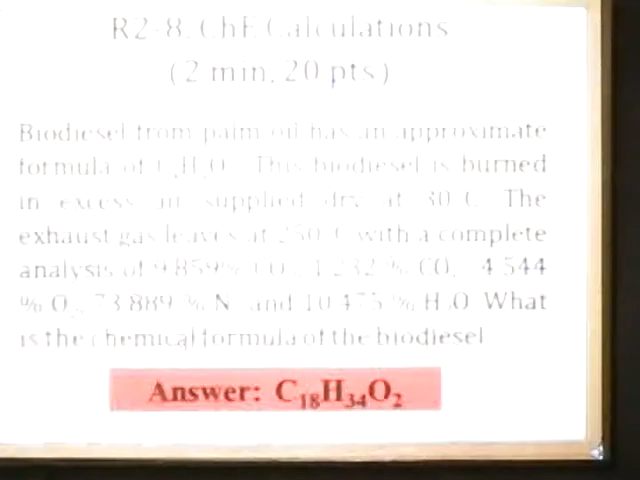 R2-8. ChE Calculations
(2 min, 20 pts)
Biodiesel from palm oil has an approximate
formula of This biodiesel is burned
in excess air supplied dry at 30 C. The
exhaust gas leaves at 250 C with a complete
analysis of 9.859% CO₂, 1.232 % CO, 4.544
% O₂, 73.889 % N₂ and 10.475 % H₂O. What
is the chemical formula of the biodiesel
Answer: C₁₈H₃₄O₂